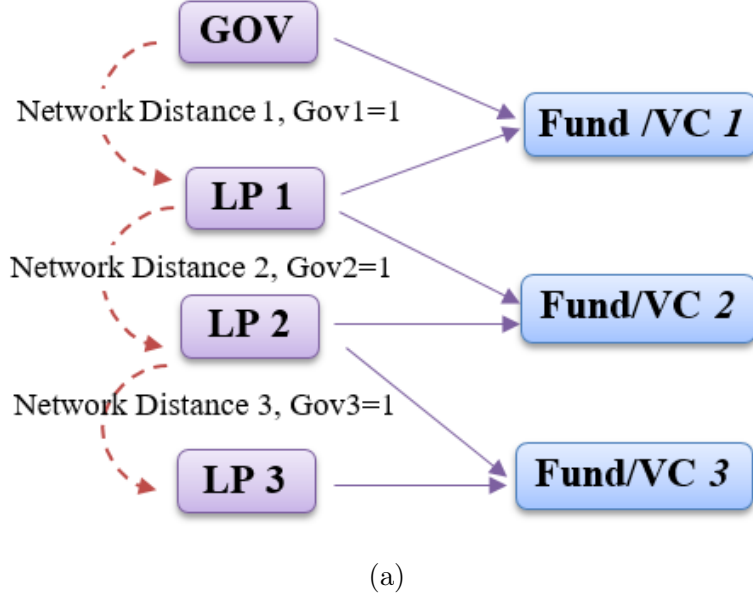 GOV
Fund /VC 1
Network Distance 1, Gov1=1
LP 1
Network Distance 2, Gov2=1
Fund/VC 2
LP 2
Network Distance 3, Gov3=1
LP 3
Fund/VC 3
(a)